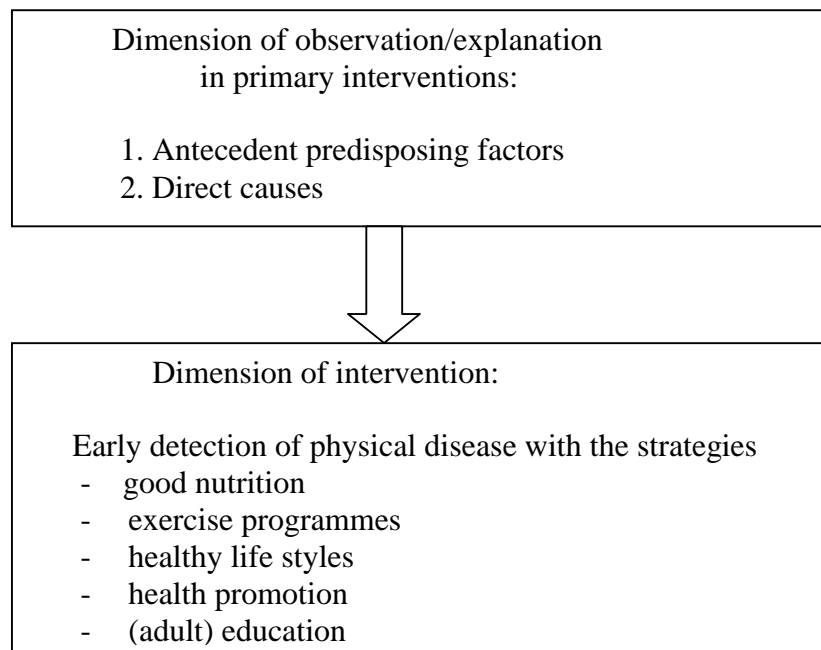 Dimension of observation/explanation
in primary interventions:
1. Antecedent predisposing factors
2. Direct causes
Dimension of intervention:
Early detection of physical disease with the strategies
- good nutrition
- exercise programmes
- healthy life styles
- health promotion
- (adult) education